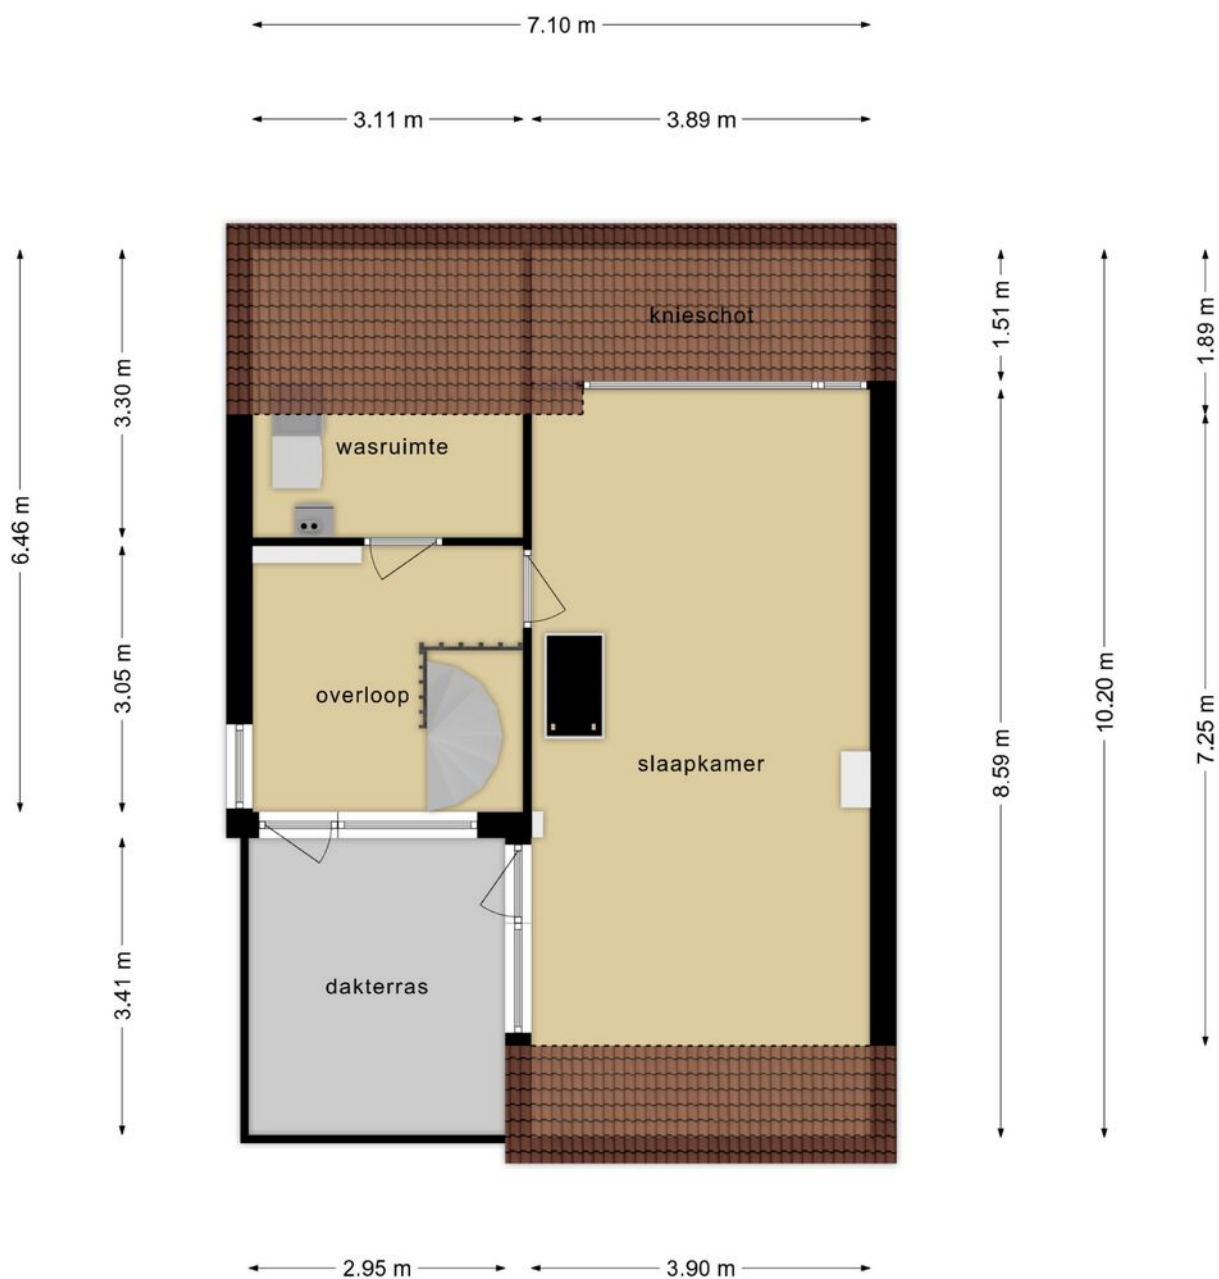 7.10 m
3.11 m
3.89 m
knieschot
1.51 m
1.89 m
3.30 m
wasruimte
6.46 m
3.05 m
overloop
10.20 m
7.25 m
slaapkamer
8.59 m
dakterras
3.41 m
2.95 m
3.90 m